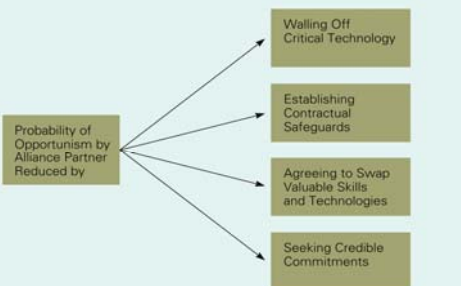 Probability of
Opportunism by
Alliance Partner
Reduced by
Walling Off
Critical Technology
Establishing
Contractual
Safeguards
Agreeing to Swap
Valuable Skills
and Technologies
Seeking Credible
Commitments